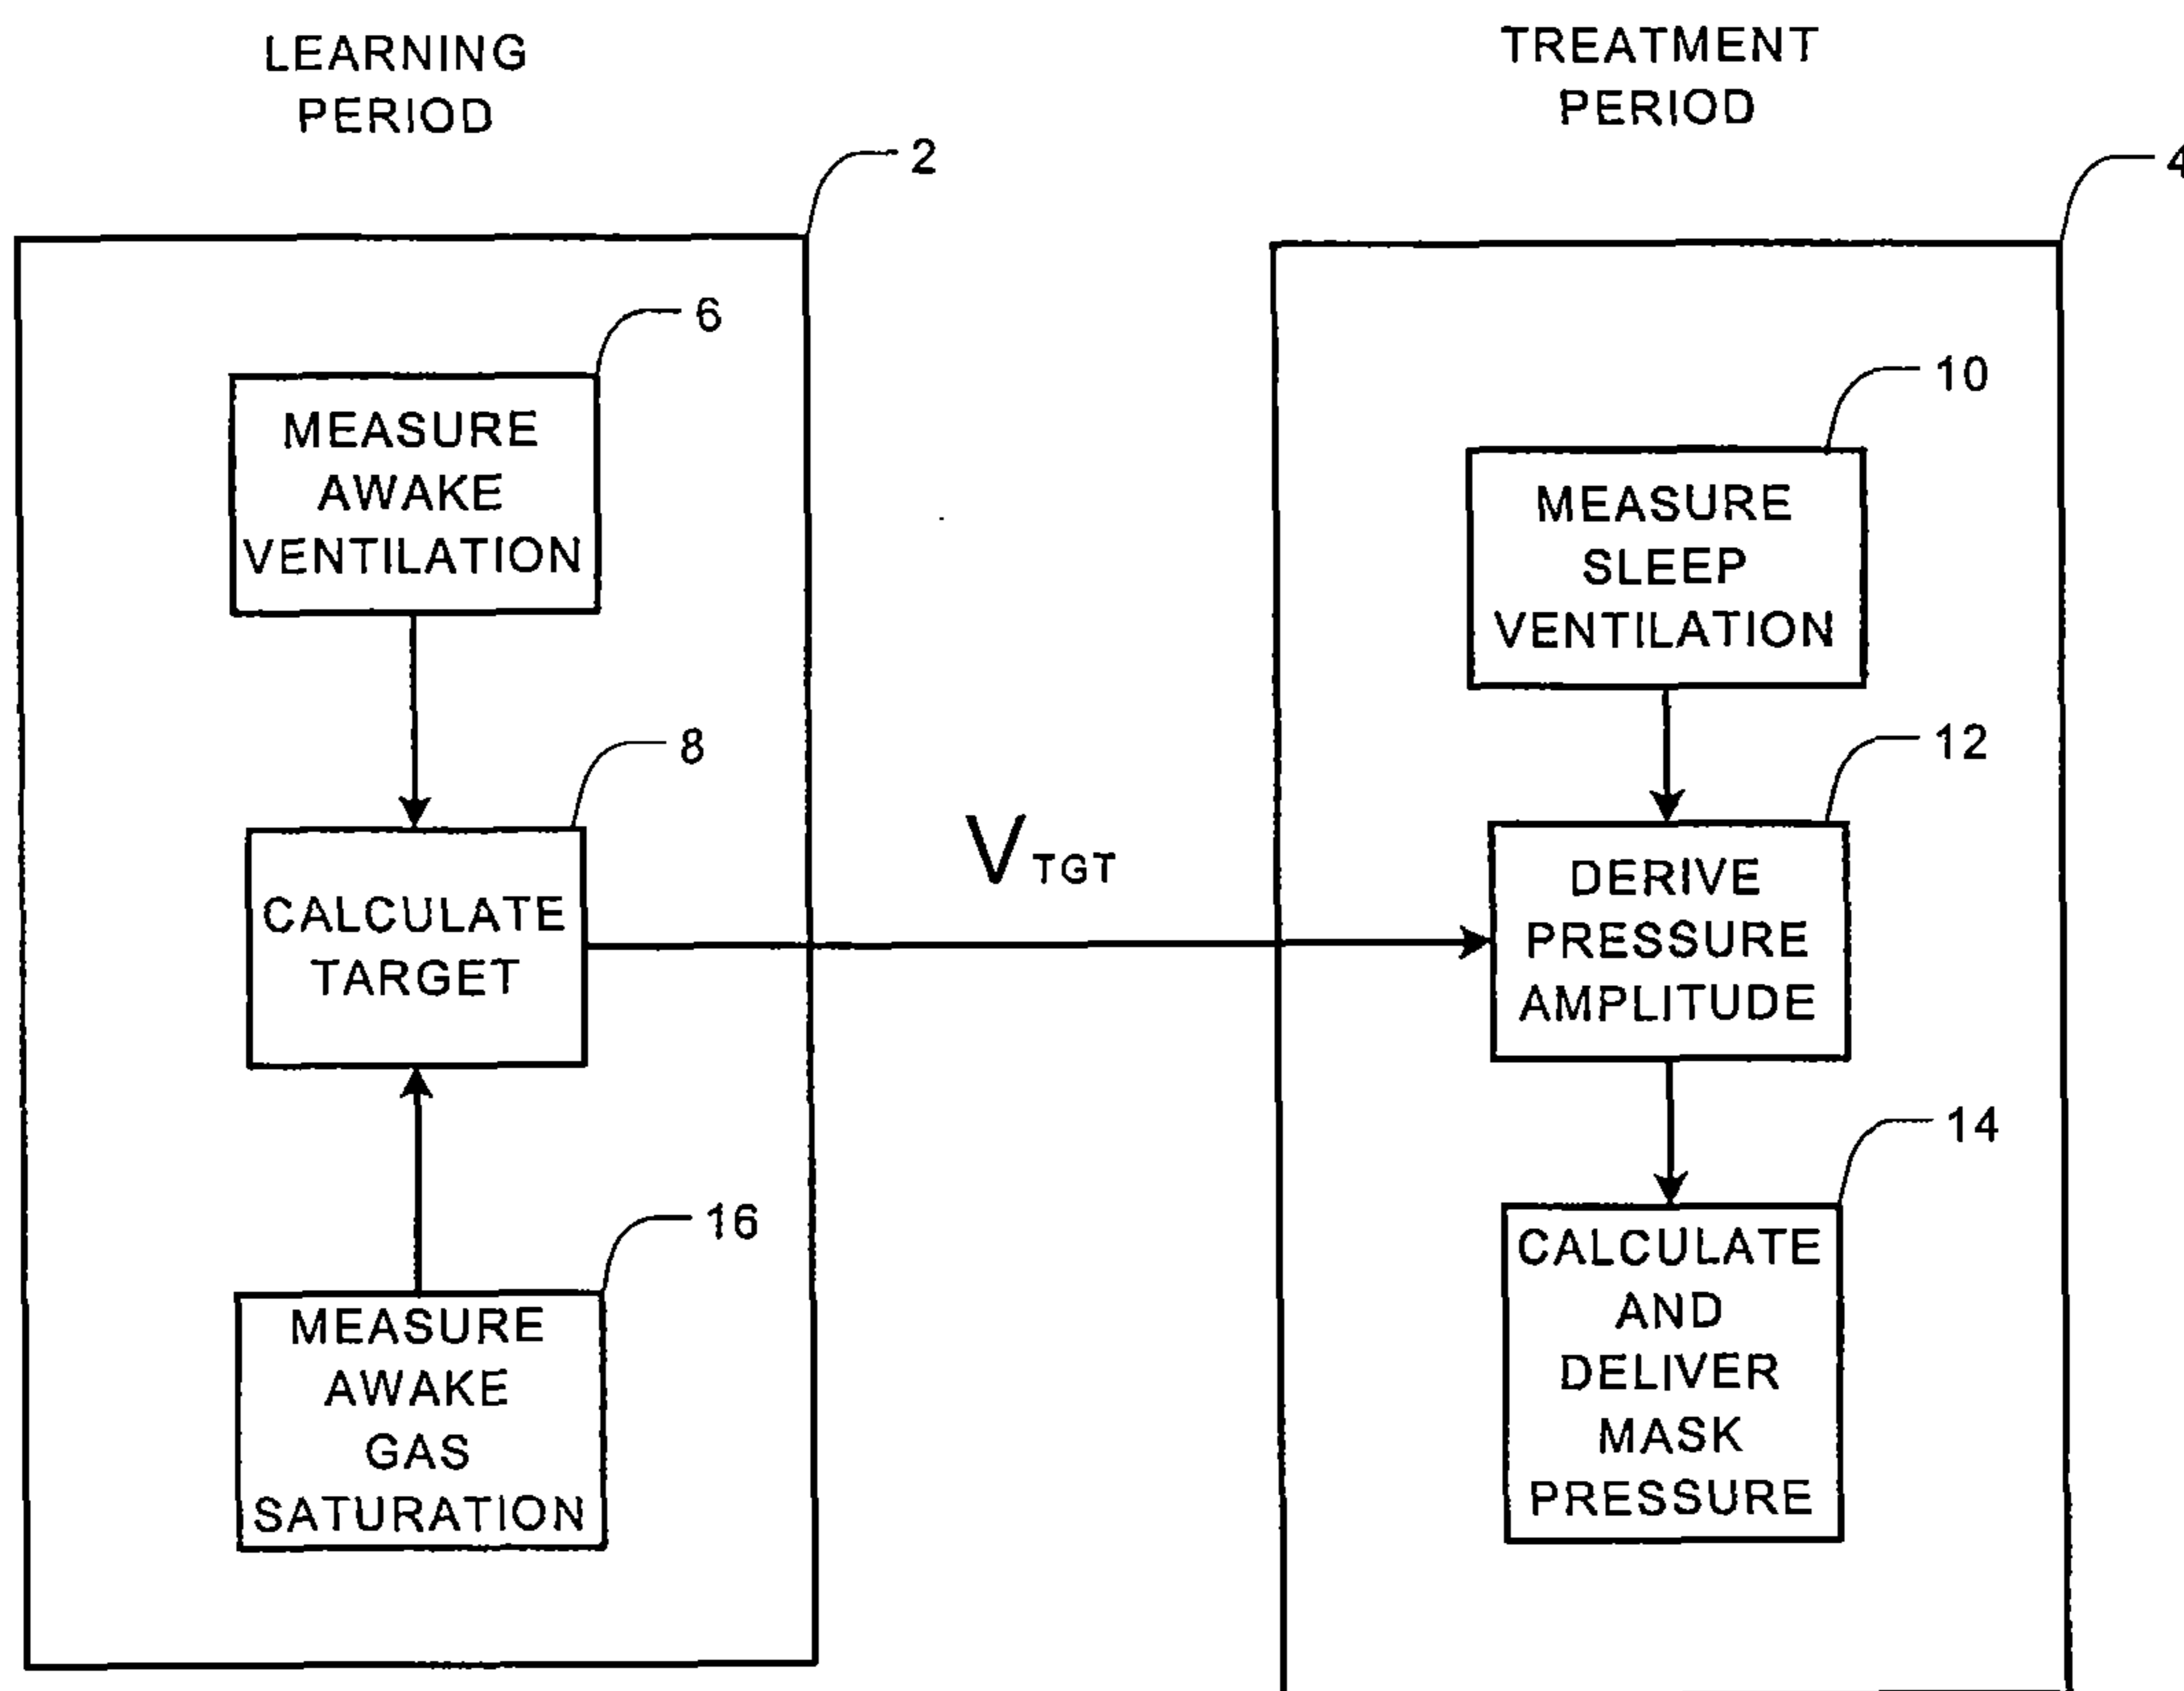 LEARNING
PERIOD
2
6
MEASURE
AWAKE
VENTILATION
8
CALCULATE
TARGET
16
MEASURE
AWAKE
GAS
SATURATION
V TGT
TREATMENT
PERIOD
4
10
MEASURE
SLEEP
VENTILATION
12
DERIVE
PRESSURE
AMPLITUDE
14
CALCULATE
AND
DELIVER
MASK
PRESSURE